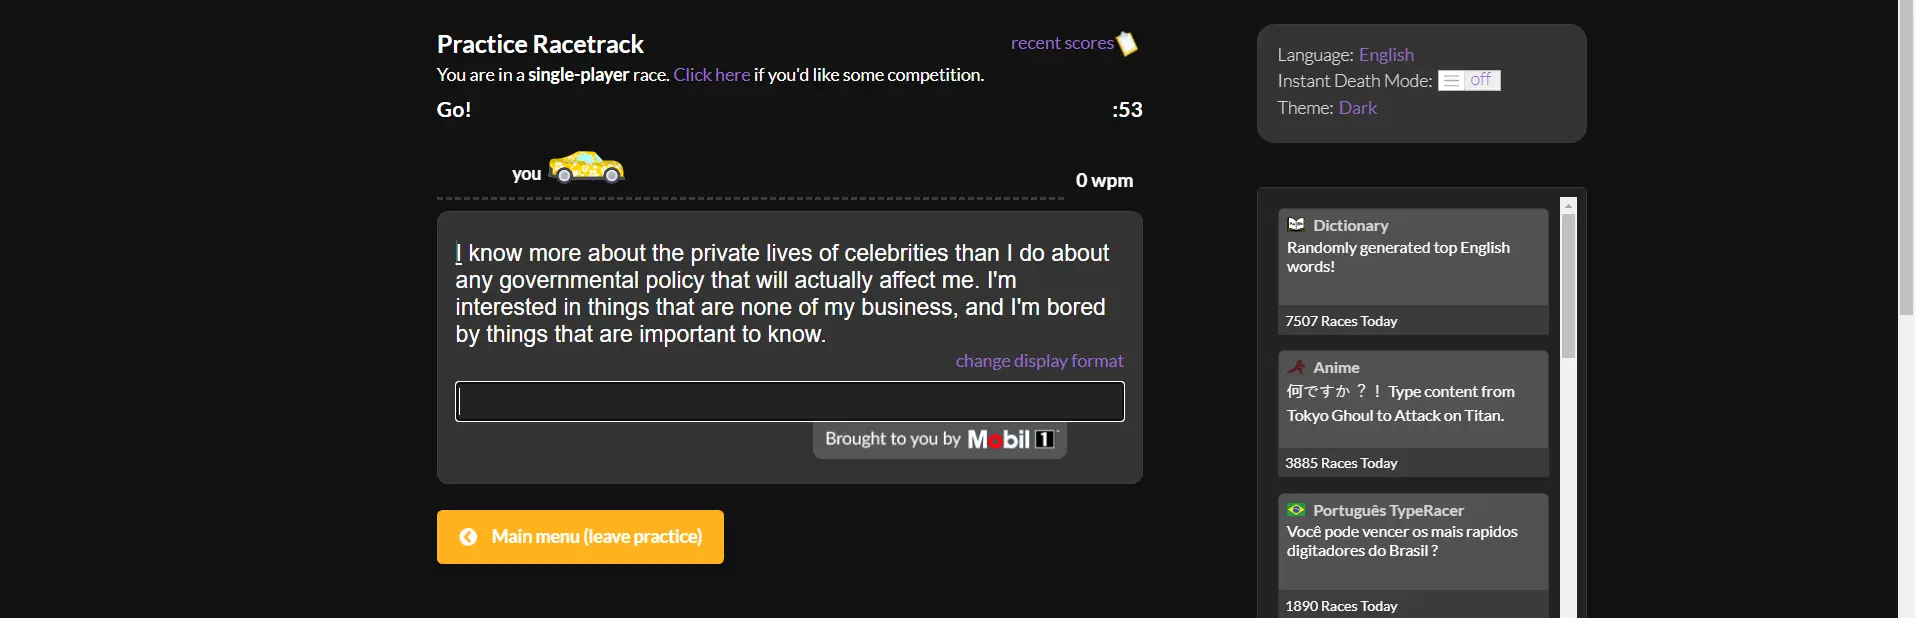 Practice Racetrack
recent scores
You are in a single-player race. Click here if you'd like some competition.
Go!
:53
you
0 wpm
I know more about the private lives of celebrities than I do about
any governmental policy that will actually affect me. I'm
interested in things that are none of my business, and I'm bored
by things that are important to know.
change display format
Brought to you by Mobil 1
Main menu (leave practice)
Language: English
Instant Death Mode: off
Theme: Dark
Dictionary
Randomly generated top English
words!
7507 Races Today
Anime
何ですか？！ Type content from
Tokyo Ghoul to Attack on Titan.
3885 Races Today
Português TypeRacer
Você pode vencer os mais rapidos
digitadores do Brasil ?
1890 Races Today